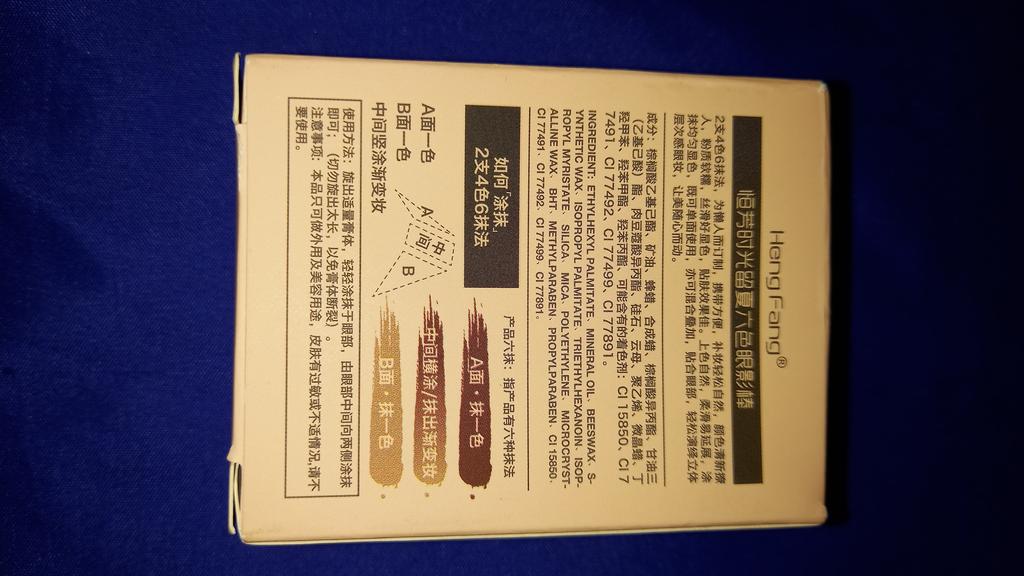 Heng Fang®
恒芳时光留夏六色眼影棒
2支4色6抹法，为懒人而订制，携带方便，补妆轻松自然，颜色清新撩
人，粉质软糯，丝滑好显色，贴肤效果佳。上色自然，柔滑易延展，涂
抹均匀显色，既可单面使用，亦可混合叠加，贴合眼部，轻松演绎立体
层次感眼妆，让美随心而动。
成分：棕榈酸乙基己酯、矿油、蜂蜡、合成蜡、棕榈酸异丙酯、甘油三
（乙基己酸）酯、肉豆蔻酸异丙酯、硅石、云母、聚乙烯、微晶蜡、丁
羟甲苯、羟苯甲酯、羟苯丙酯、可能含有的着色剂：CI 15850、CI 7
7491、CI 77492、CI 77499、CI 77891。
INGREDIENT: ETHYLHEXYL PALMITATE、MINERAL OIL、BEESWAX、S-
YNTHETIC WAX、ISOPROPYL PALMITATE、TRIETHYLHEXANOIN、ISOP-
ROPYL MYRISTATE、SILICA、MICA、POLYETHYLENE、MICROCRYST-
ALLINE WAX、BHT、METHYLPARABEN、PROPYLPARABEN、CI 15850、
CI 77491、CI 77492、CI 77499、CI 77891。
如何「涂抹」
2支4色6抹法
产品六抹：指产品有六种抹法
A面一色
B面一色
中间竖涂渐变妆
A
中间
B
A面·抹一色
中间横涂/抹出渐变妆
B面·抹一色
使用方法：旋出适量膏体，轻轻涂抹于眼部，由眼部中间向两侧涂抹
即可；（切勿旋出太长，以免膏体断裂）
注意事项：本品只可做外用及美容用途，皮肤有过敏或不适情况,请不
要使用。